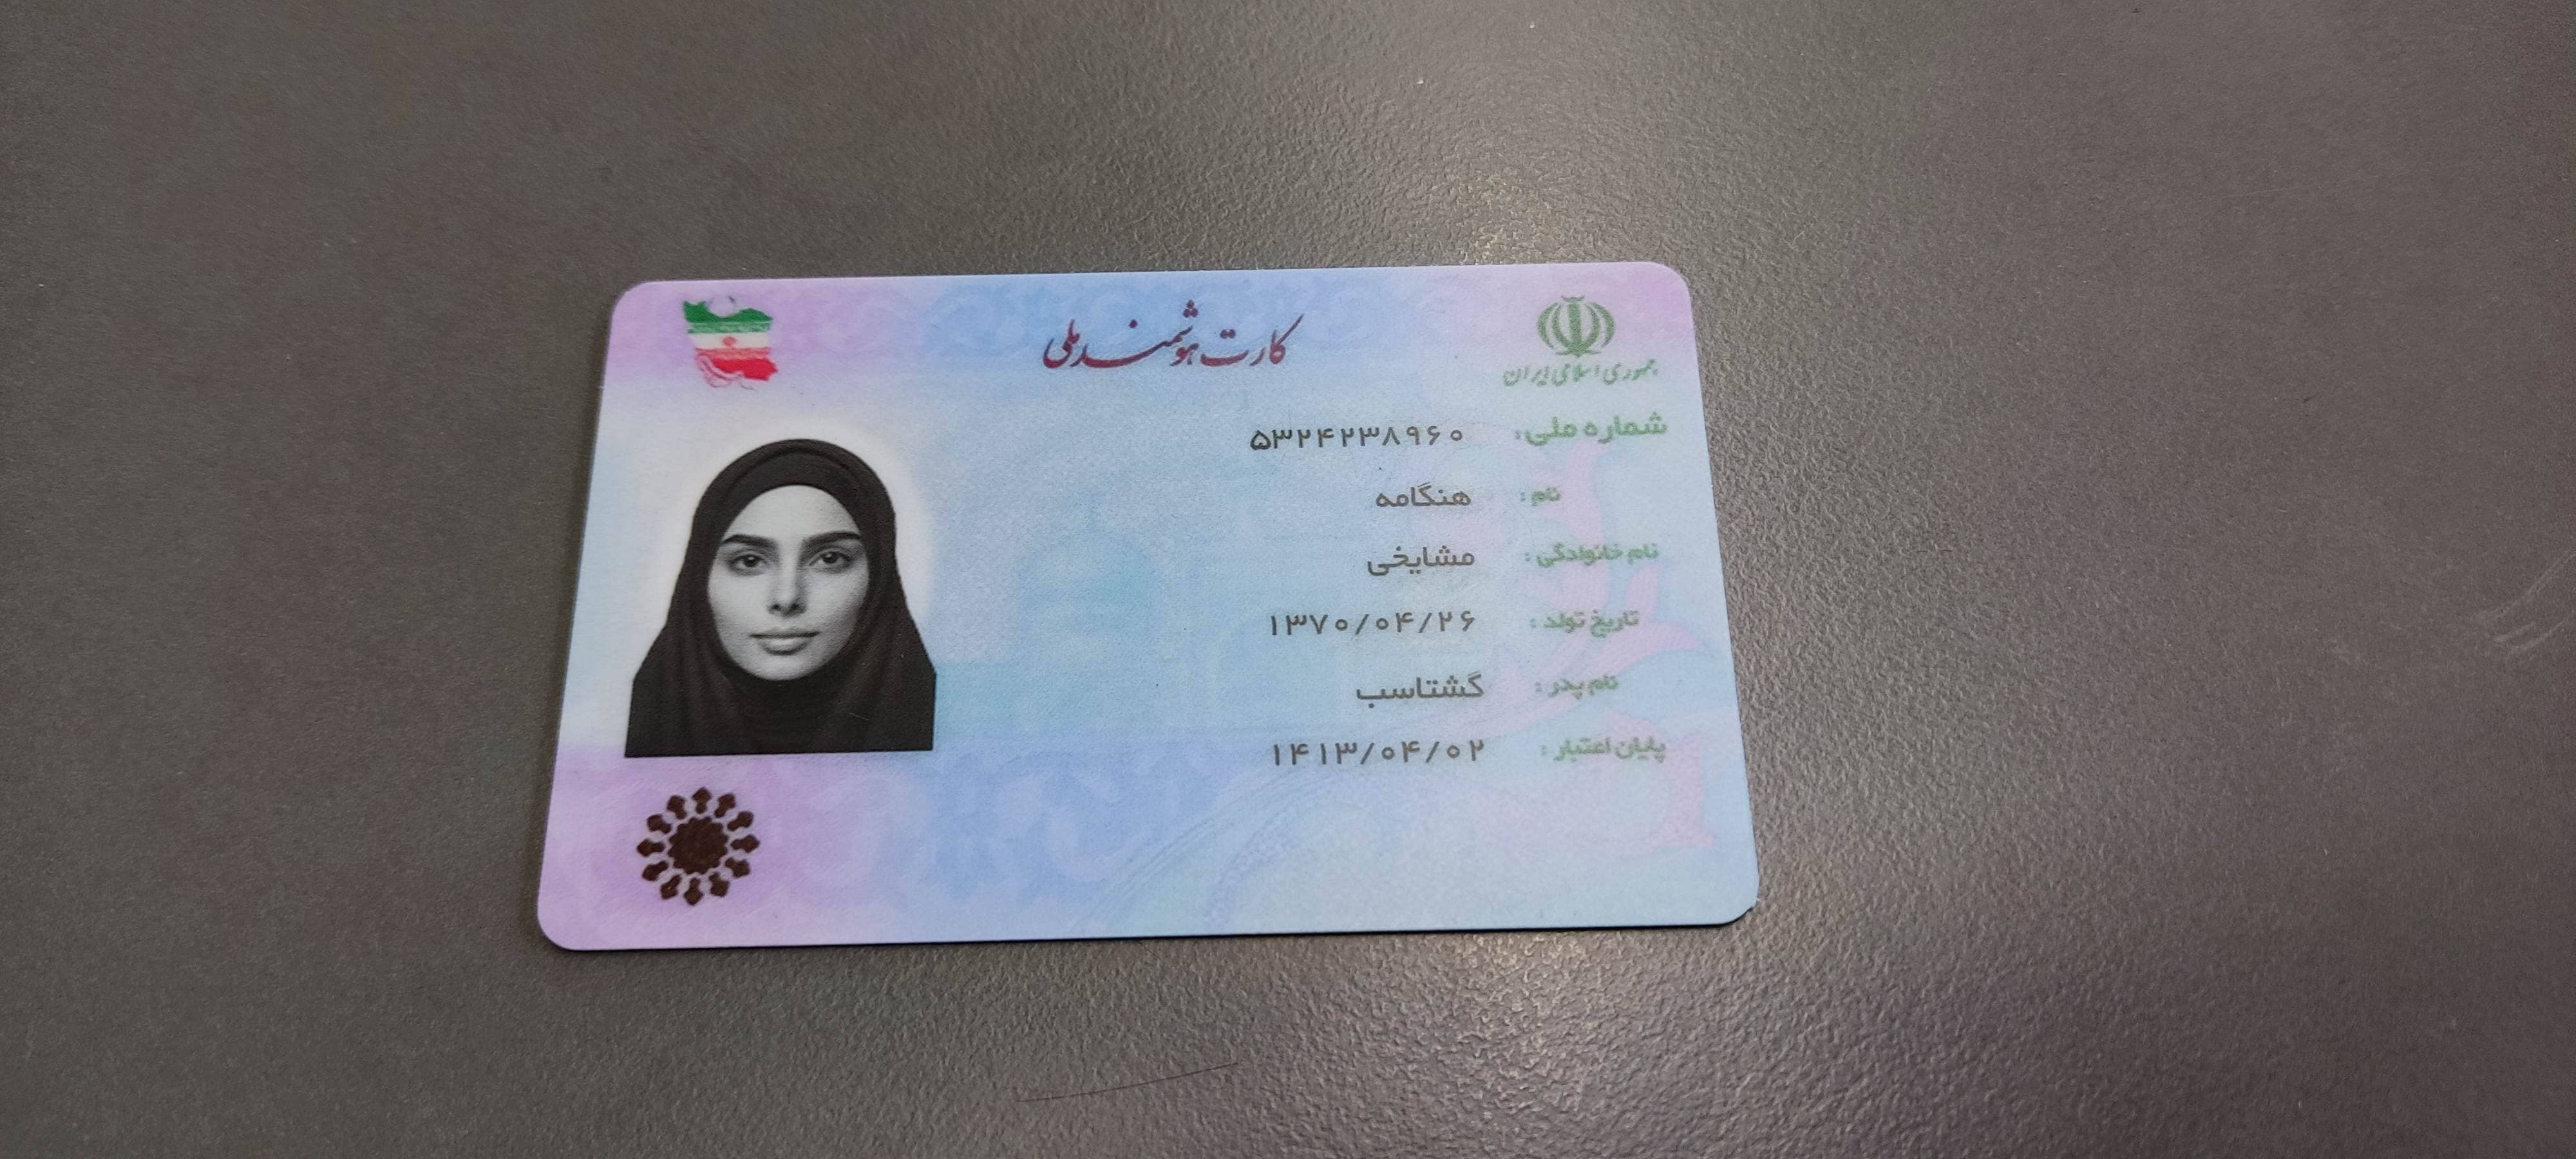 کارت هوشمند ملی
جمهوری اسلامی ایران
شماره ملی: ۵۳۲۴۲۳۸۹۶۰
نام: هنگامه
نام خانوادگی: مشایخی
تاریخ تولد: ۱۳۷۰/۰۴/۲۶
نام پدر: گشتاسب
پایان اعتبار: ۱۴۱۳/۰۴/۰۲